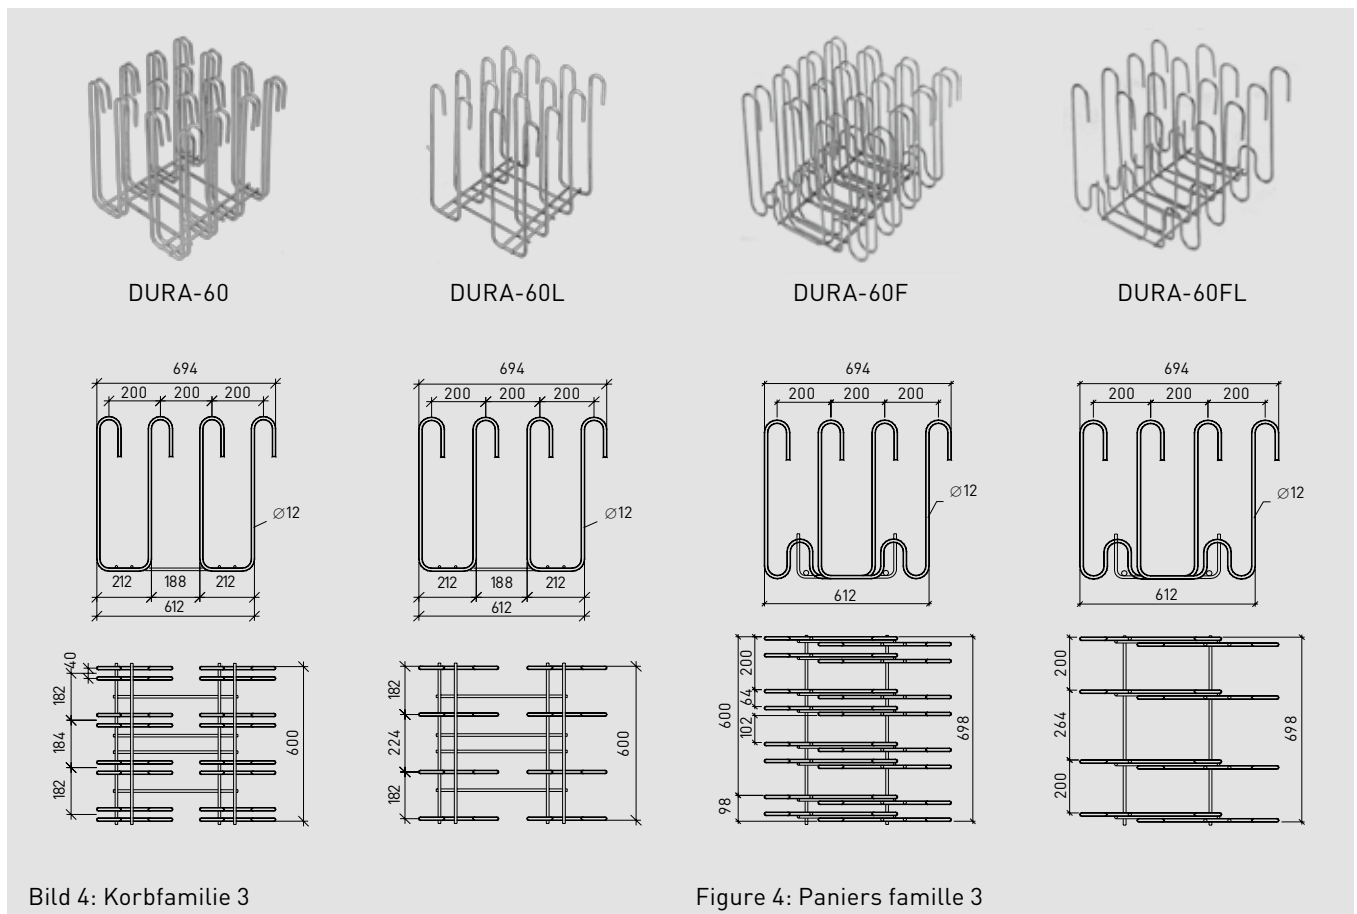 DURA-60 DURA-60L DURA-60F DURA-60FL
694 694 694 694
200 200 200 200 200 200 200 200 200 200 200 200
⌀12 ⌀12 ⌀12 ⌀12
212 188 212 212 188 212
612 612 612 612
40
182
184
182
600
182
224
182
600
200
64
600
102
98
698
200
264
200
698
Bild 4: Korbfamilie 3 Figure 4: Paniers famille 3